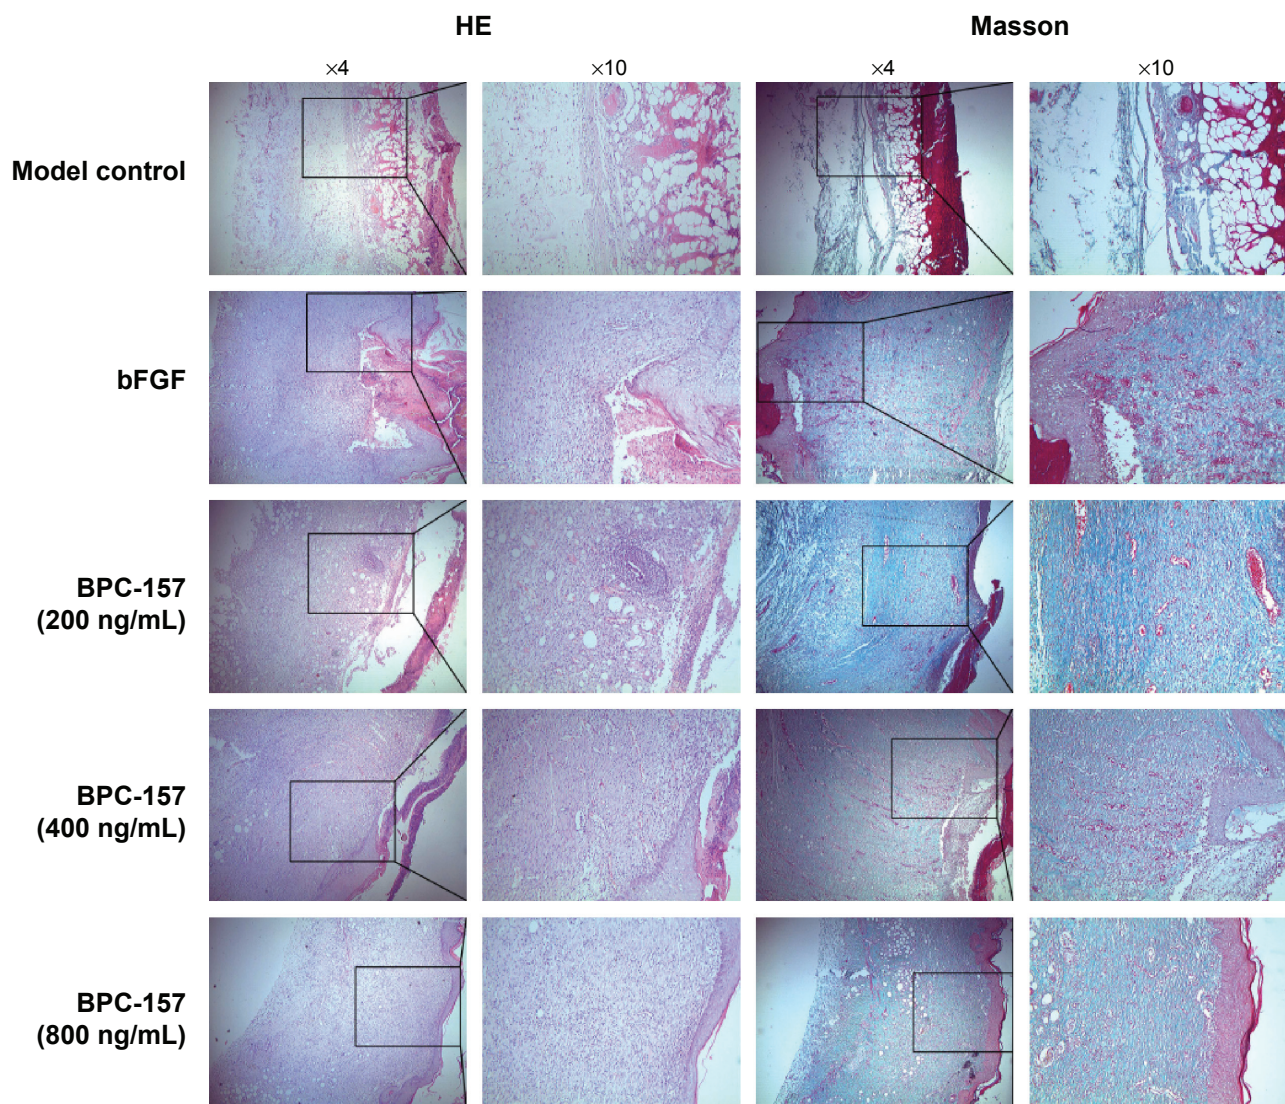 HE Masson
×4 ×10 ×4 ×10
Model control
bFGF
BPC-157
(200 ng/mL)
BPC-157
(400 ng/mL)
BPC-157
(800 ng/mL)